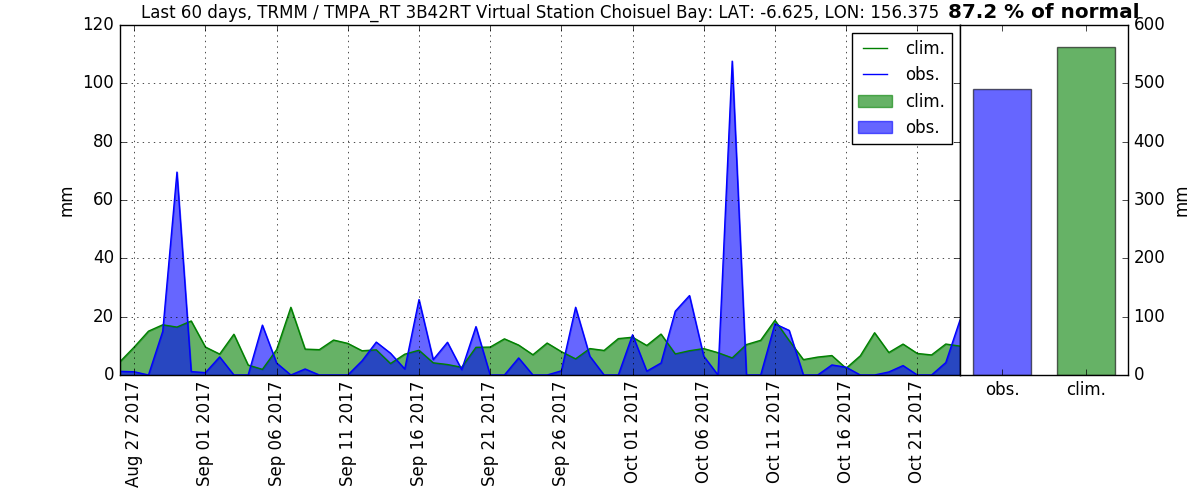 Last 60 days, TRMM / TMPA_RT 3B42RT Virtual Station Choisuel Bay: LAT: -6.625, LON: 156.375 87.2 % of normal
120
100
80
60
40
20
0
mm
clim.
obs.
clim.
obs.
600
500
400
300
200
100
0
mm
Aug 27 2017
Sep 01 2017
Sep 06 2017
Sep 11 2017
Sep 16 2017
Sep 21 2017
Sep 26 2017
Oct 01 2017
Oct 06 2017
Oct 11 2017
Oct 16 2017
Oct 21 2017
obs.
clim.